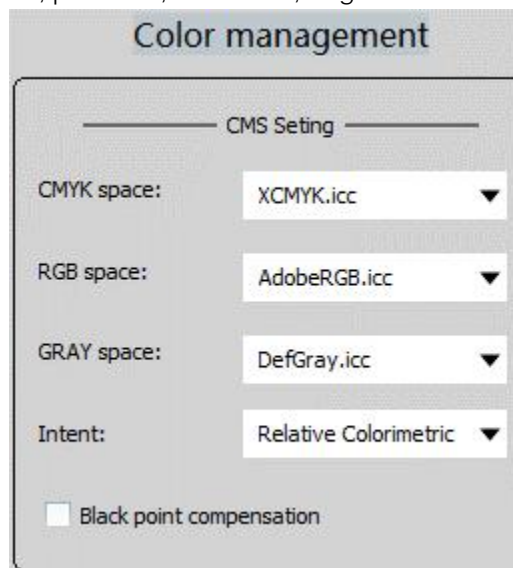 Color management
CMS Seting
CMYK space: XCMYK.icc
RGB space: AdobeRGB.icc
GRAY space: DefGray.icc
Intent: Relative Colorimetric
Black point compensation